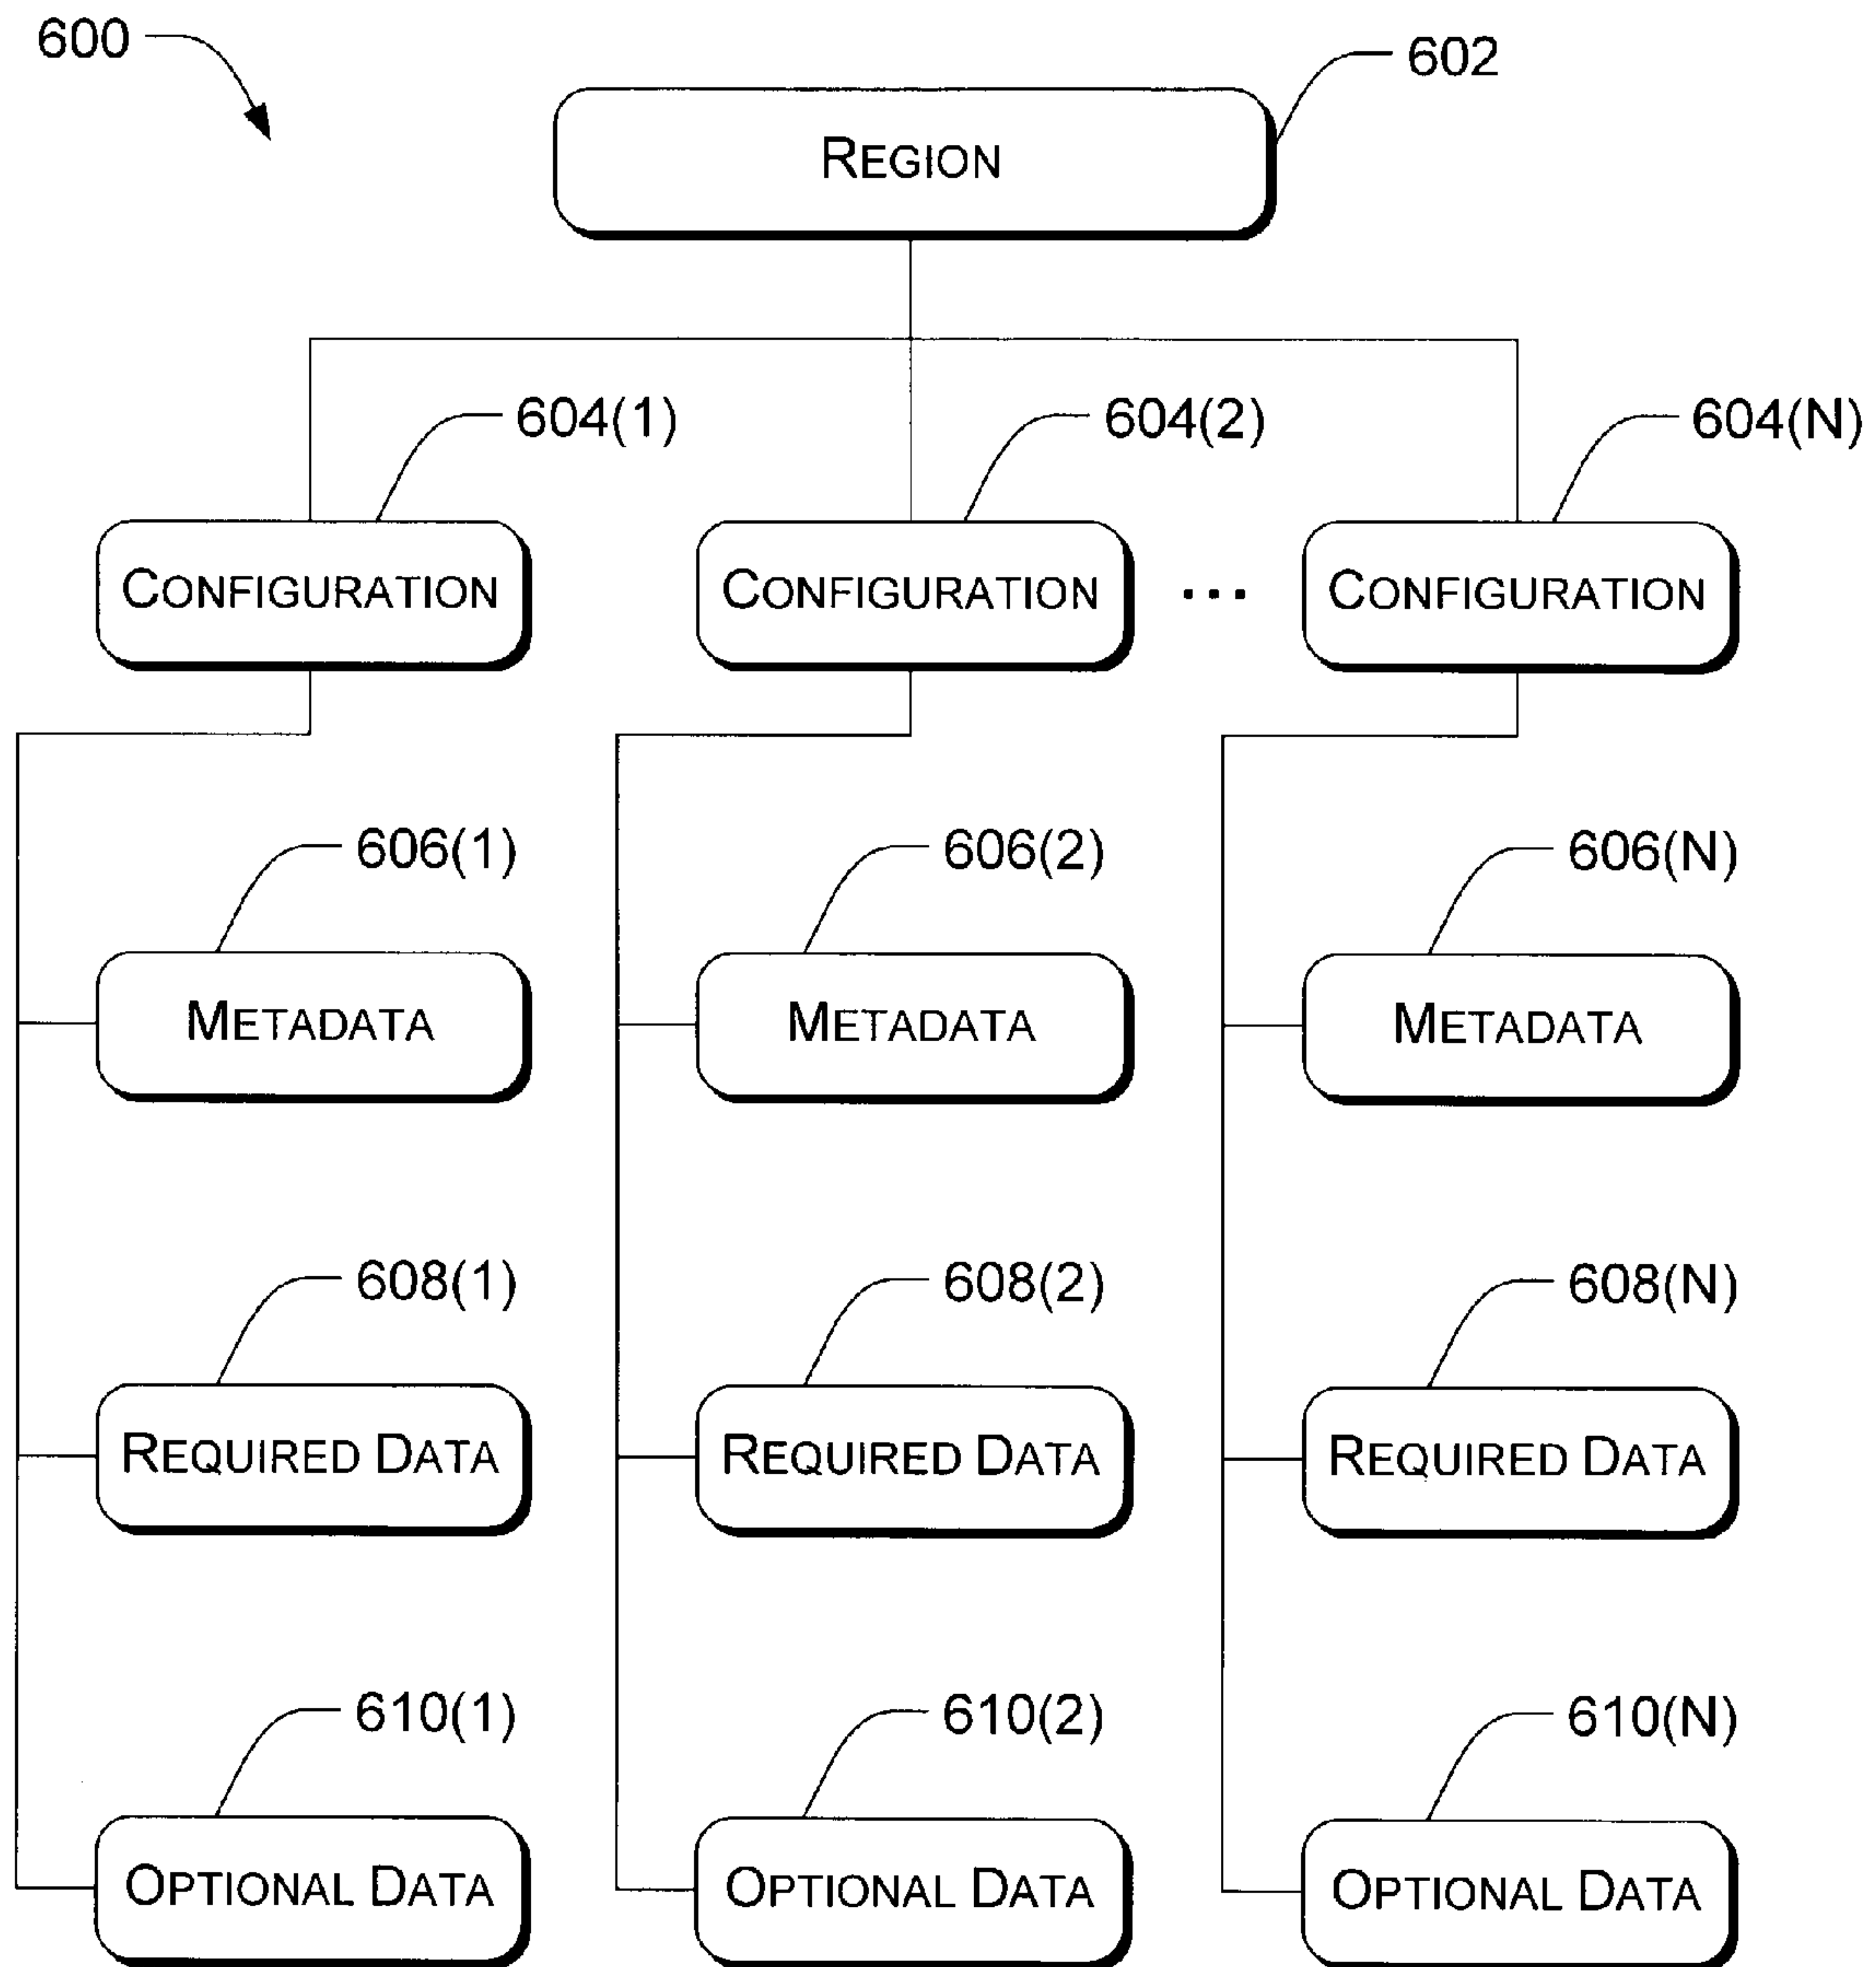 600
602
REGION
604(1)
604(2)
604(N)
CONFIGURATION
CONFIGURATION
...
CONFIGURATION
606(1)
606(2)
606(N)
METADATA
METADATA
METADATA
608(1)
608(2)
608(N)
REQUIRED DATA
REQUIRED DATA
REQUIRED DATA
610(1)
610(2)
610(N)
OPTIONAL DATA
OPTIONAL DATA
OPTIONAL DATA